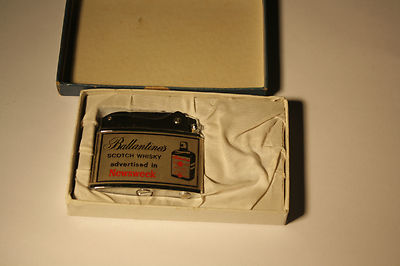 Ballantine's
SCOTCH WHISKY
advertised in
Newsweek